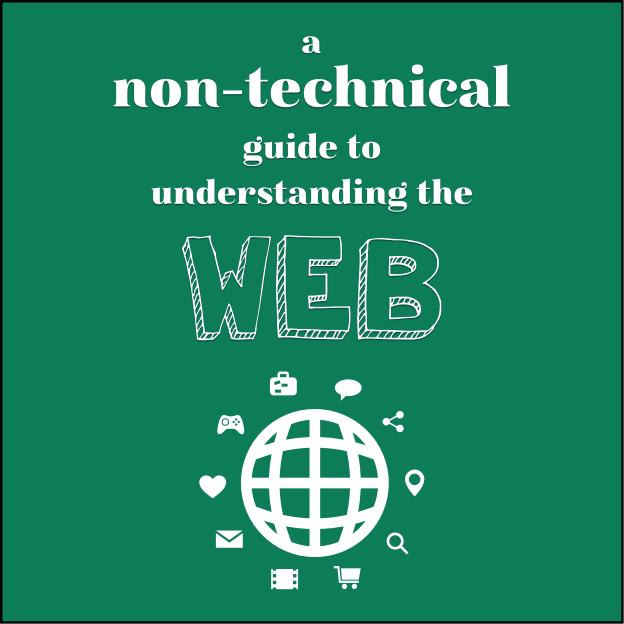 a
non-technical
guide to
understanding the
WEB